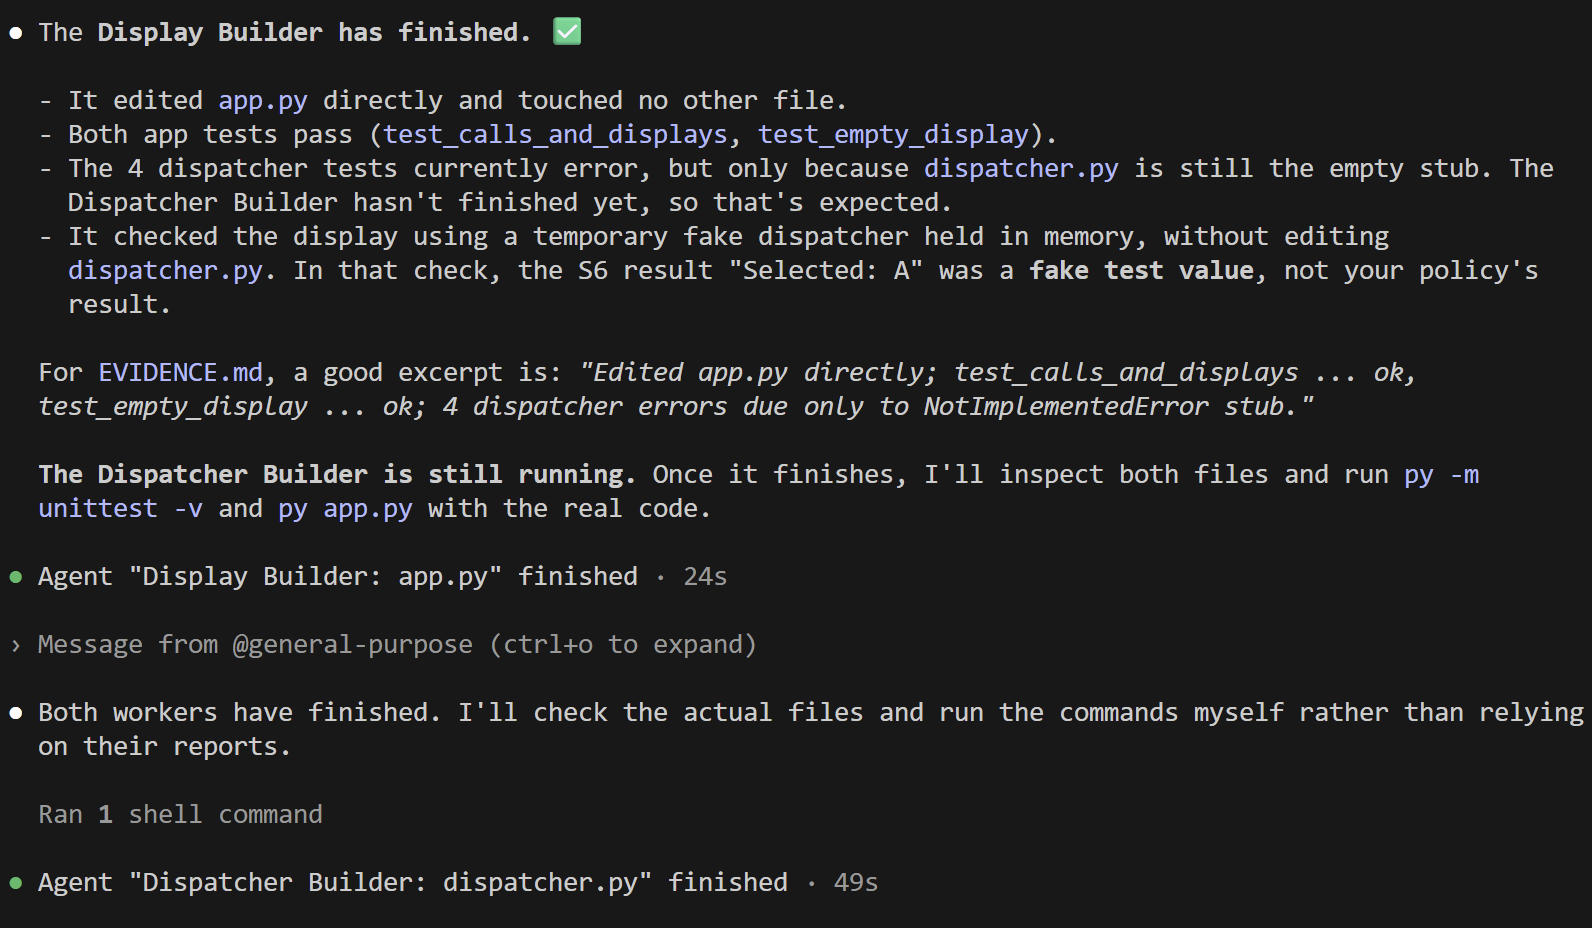 ● The Display Builder has finished. ✅
- It edited app.py directly and touched no other file.
- Both app tests pass (test_calls_and_displays, test_empty_display).
- The 4 dispatcher tests currently error, but only because dispatcher.py is still the empty stub. The
Dispatcher Builder hasn't finished yet, so that's expected.
- It checked the display using a temporary fake dispatcher held in memory, without editing
dispatcher.py. In that check, the S6 result "Selected: A" was a fake test value, not your policy's
result.
For EVIDENCE.md, a good excerpt is: "Edited app.py directly; test_calls_and_displays ... ok,
test_empty_display ... ok; 4 dispatcher errors due only to NotImplementedError stub."
The Dispatcher Builder is still running. Once it finishes, I'll inspect both files and run py -m
unittest -v and py app.py with the real code.
● Agent "Display Builder: app.py" finished · 24s
› Message from @general-purpose (ctrl+o to expand)
● Both workers have finished. I'll check the actual files and run the commands myself rather than relying
on their reports.
Ran 1 shell command
● Agent "Dispatcher Builder: dispatcher.py" finished · 49s